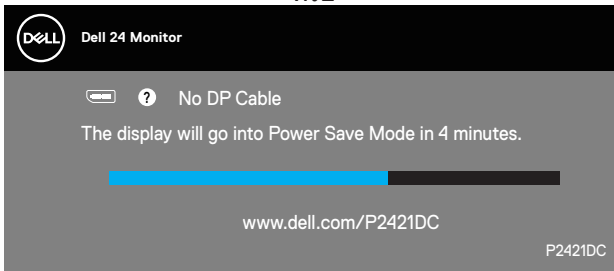 DELL
Dell 24 Monitor
? No DP Cable
The display will go into Power Save Mode in 4 minutes.
www.dell.com/P2421DC
P2421DC